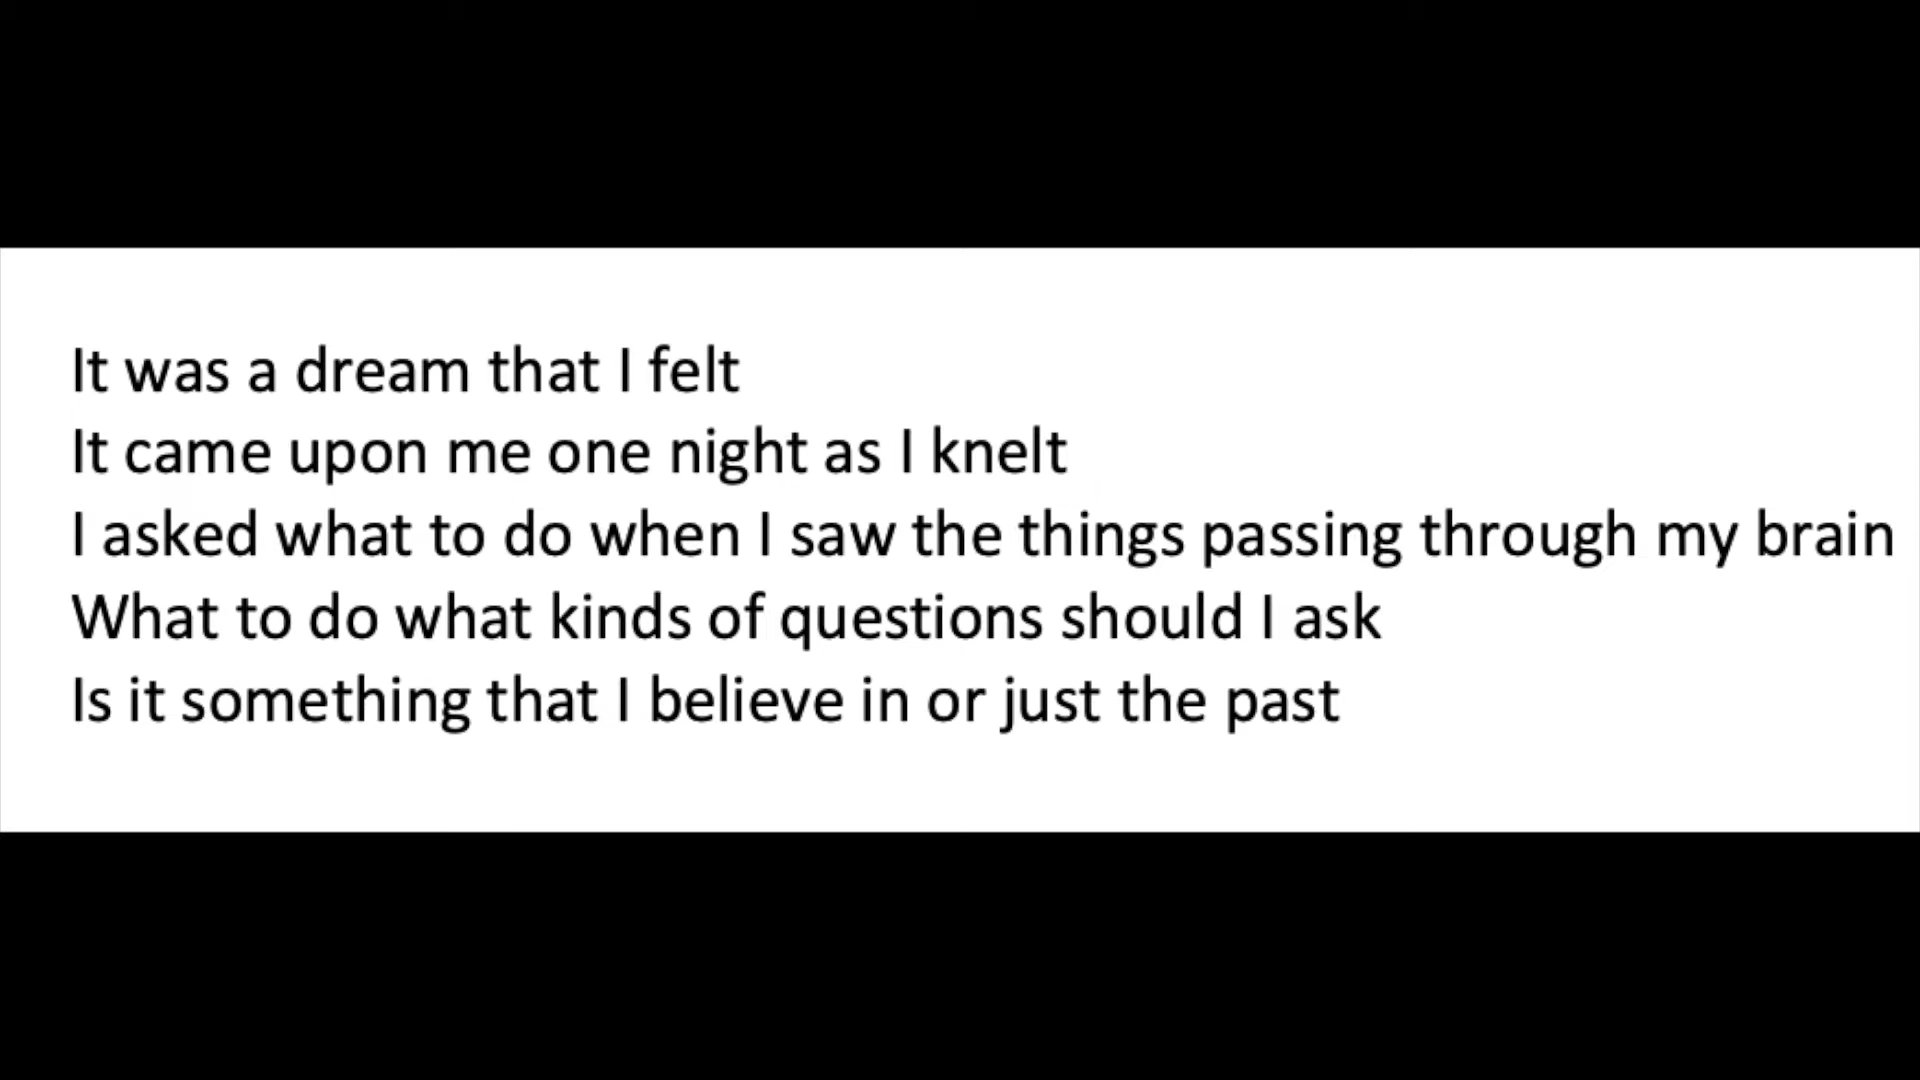 It was a dream that I felt
It came upon me one night as I knelt
I asked what to do when I saw the things passing through my brain
What to do what kinds of questions should I ask
Is it something that I believe in or just the past